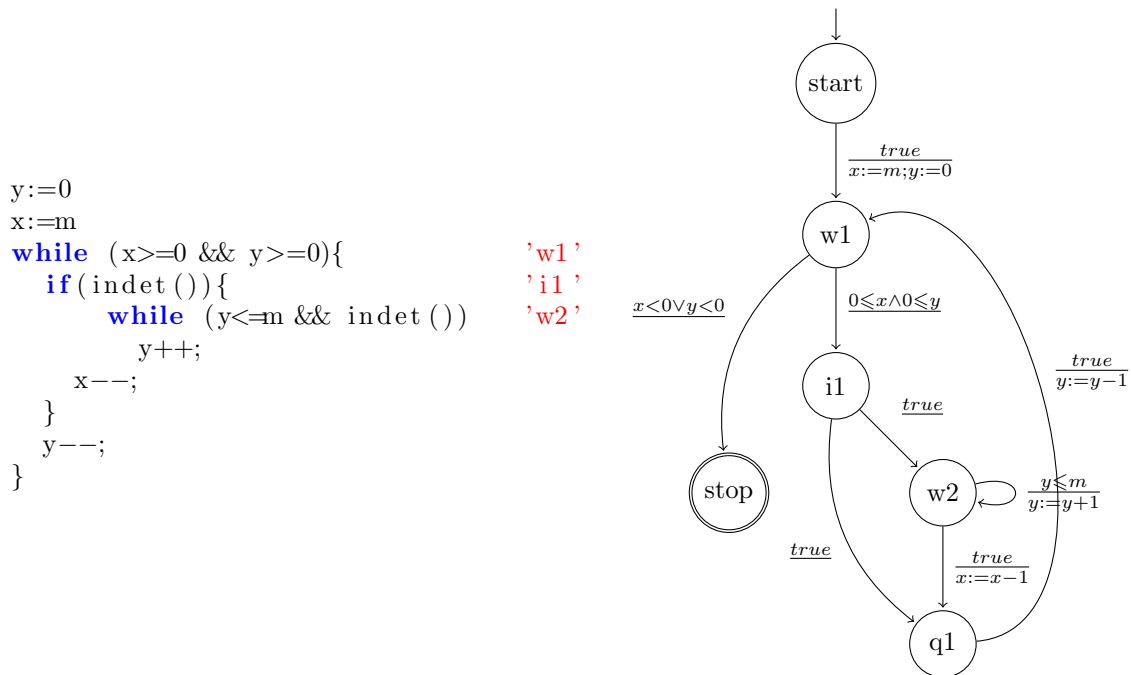 y:=0
x:=m
while (x>=0 && y>=0){ 'w1'
if(indet()){ 'i1'
while (y<=m && indet()) 'w2'
y++;
x--;
}
y--;
}
start
true
x:=m;y:=0
w1
x<0∨y<0
0⩽x∧0⩽y
true
y:=y−1
i1
true
stop
w2
y⩽m
y:=y+1
true
true
x:=x−1
q1